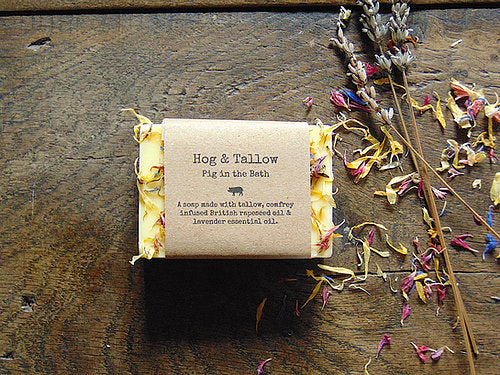 Hog & Tallow
Pig in the Bath
A soap made with tallow, comfrey
infused British rapeseed oil &
lavender essential oil.